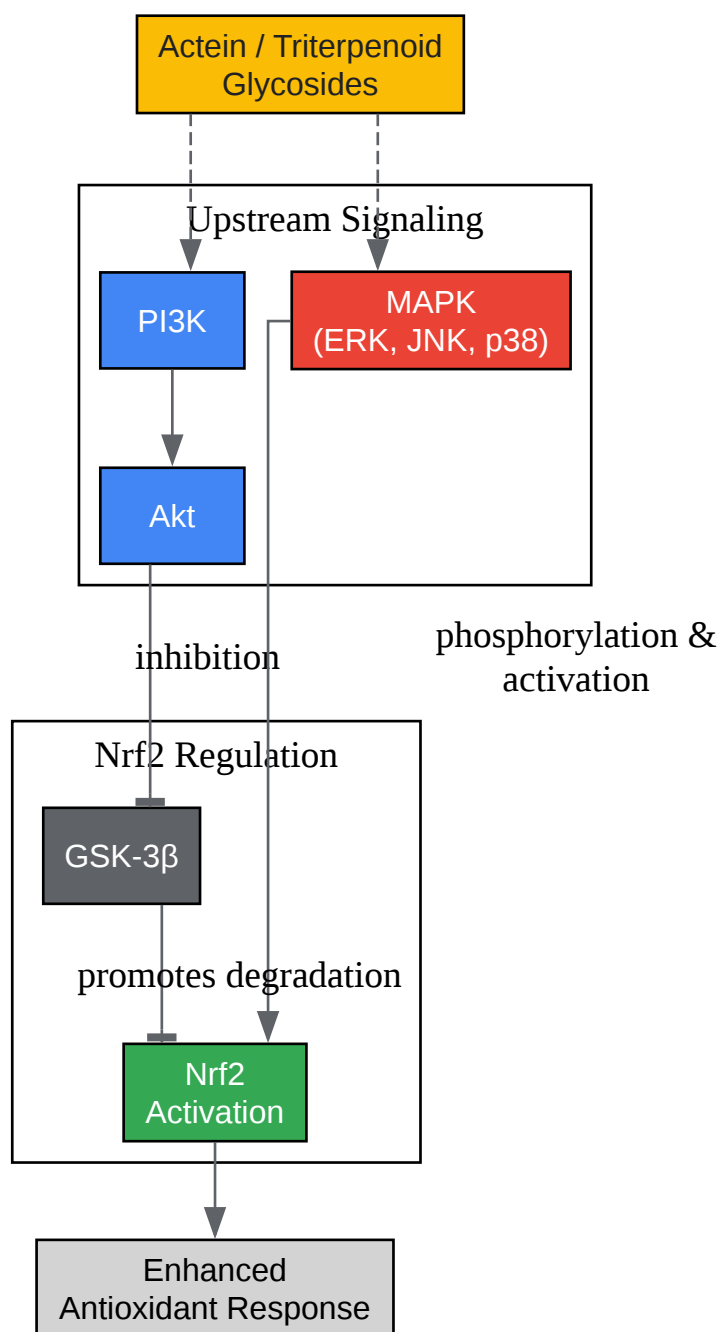 Actein / Triterpenoid
Glycosides
Upstream Signaling
PI3K
MAPK
(ERK, JNK, p38)
Akt
inhibition
phosphorylation &
activation
Nrf2 Regulation
GSK-3β
promotes degradation
Nrf2
Activation
Enhanced
Antioxidant Response